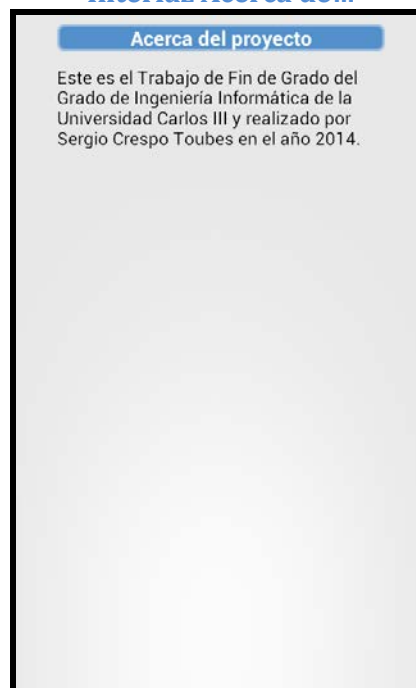 Acerca del proyecto
Este es el Trabajo de Fin de Grado del
Grado de Ingeniería Informática de la
Universidad Carlos III y realizado por
Sergio Crespo Toubes en el año 2014.